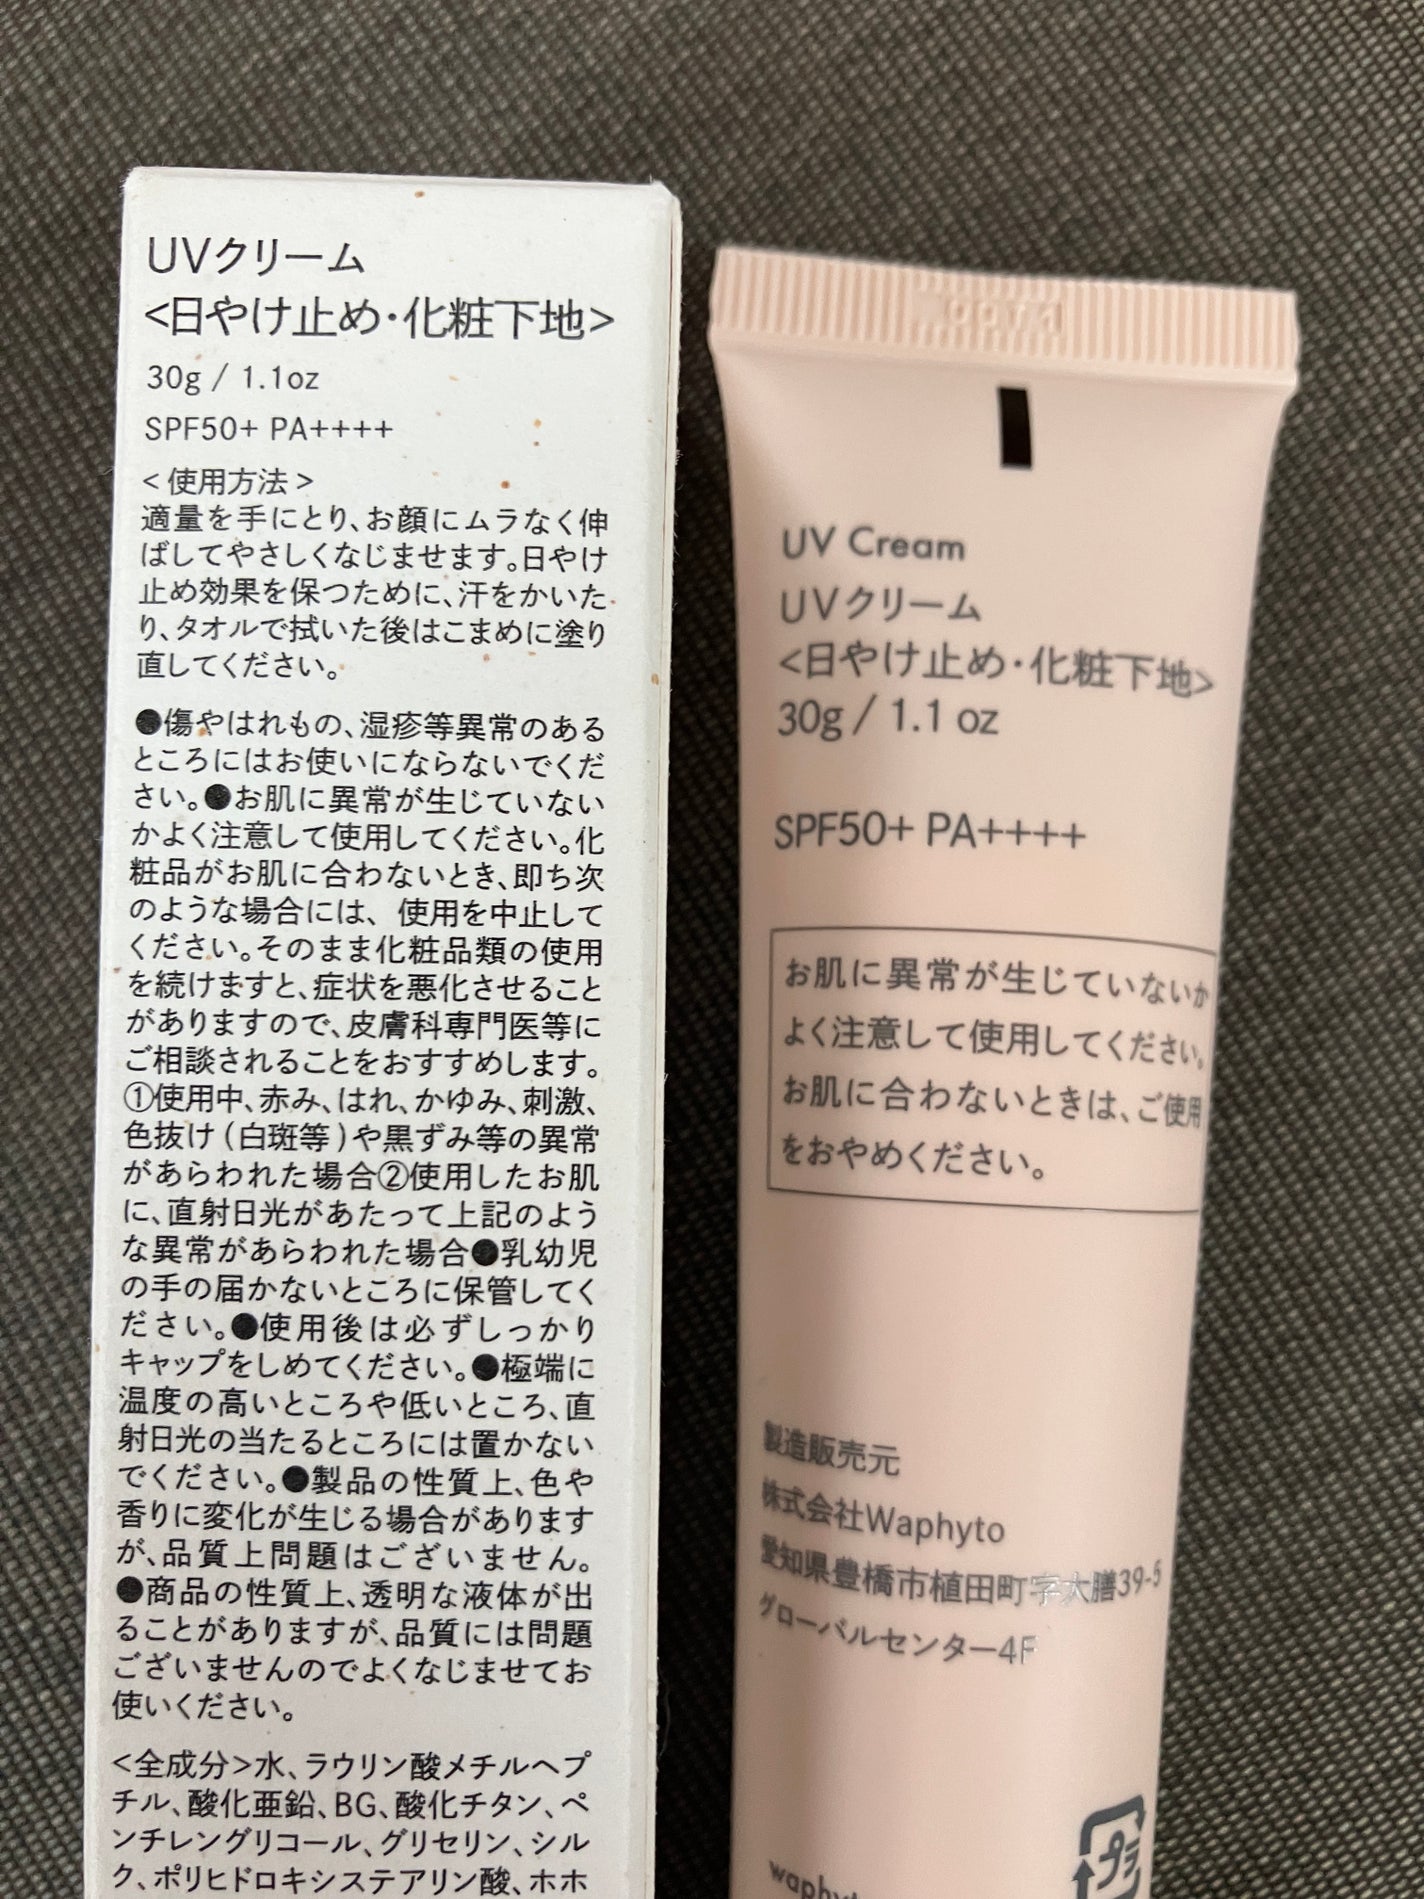 UVクリーム
<日やけ止め・化粧下地>
30g / 1.1oz
SPF50+ PA++++
<使用方法>
適量を手にとり、お顔にムラなく伸
ばしてやさしくなじませます。日やけ
止め効果を保つために、汗をかいた
り、タオルで拭いた後はこまめに塗り
直してください。
●傷やはれもの、湿疹等異常のある
ところにはお使いにならないでくだ
さい。●お肌に異常が生じていない
かよく注意して使用してください。化
粧品がお肌に合わないとき、即ち次
のような場合には、使用を中止して
ください。そのまま化粧品類の使用
を続けますと、症状を悪化させること
がありますので、皮膚科専門医等に
ご相談されることをおすすめします。
①使用中、赤み、はれ、かゆみ、刺激、
色抜け(白斑等)や黒ずみ等の異常
があらわれた場合②使用したお肌
に、直射日光があたって上記のよう
な異常があらわれた場合●乳幼児
の手の届かないところに保管してく
ださい。●使用後は必ずしっかり
キャップをしめてください。●極端に
温度の高いところや低いところ、直
射日光の当たるところには置かない
でください。●製品の性質上、色や
香りに変化が生じる場合があります
が、品質上問題はございません。
●商品の性質上、透明な液体が出
ることがありますが、品質には問題
ございませんのでよくなじませてお
使いください。
<全成分>水、ラウリン酸メチルヘプ
チル、酸化亜鉛、BG、酸化チタン、ペ
ンチレングリコール、グリセリン、シル
ク、ポリヒドロキシステアリン酸、ホホ
UV Cream
UVクリーム
<日やけ止め・化粧下地>
30g / 1.1 oz
SPF50+ PA++++
お肌に異常が生じていないか
よく注意して使用してください。
お肌に合わないときは、ご使用
をおやめください。
製造販売元
株式会社Waphyto
愛知県豊橋市植田町字大膳39-5
グローバルセンター4F
プラ